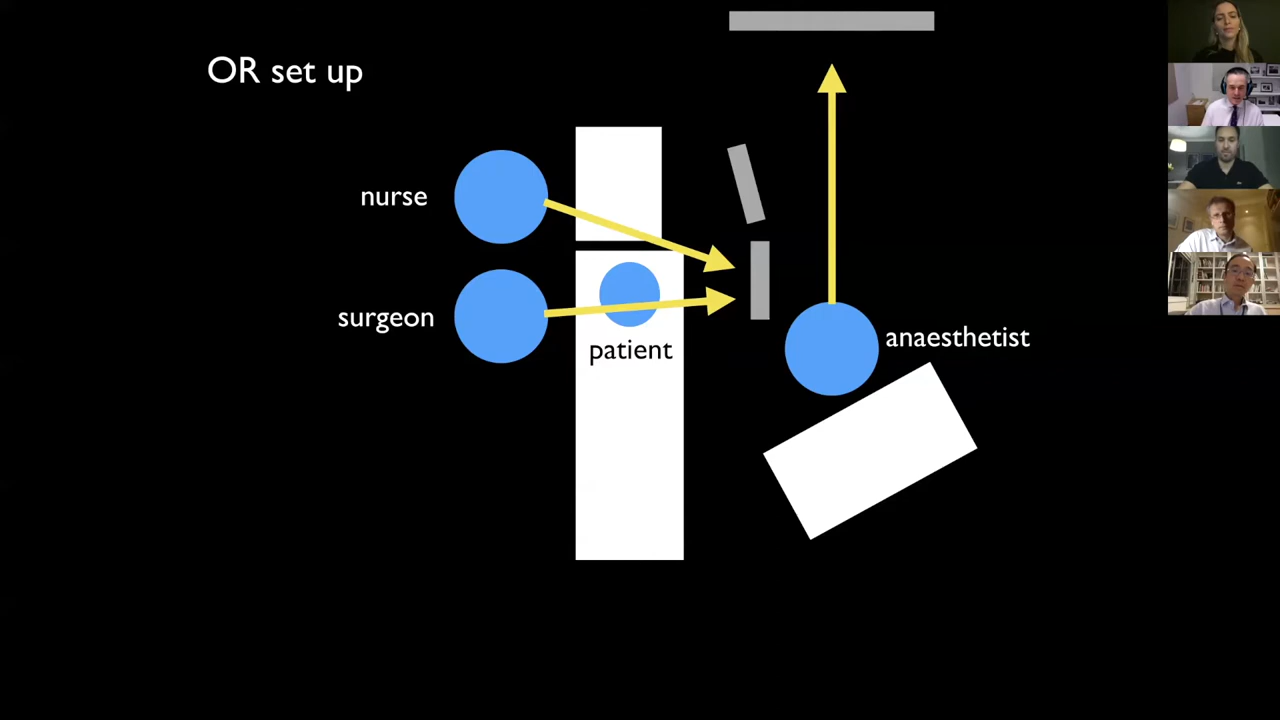 OR set up
nurse
surgeon
patient
anaesthetist